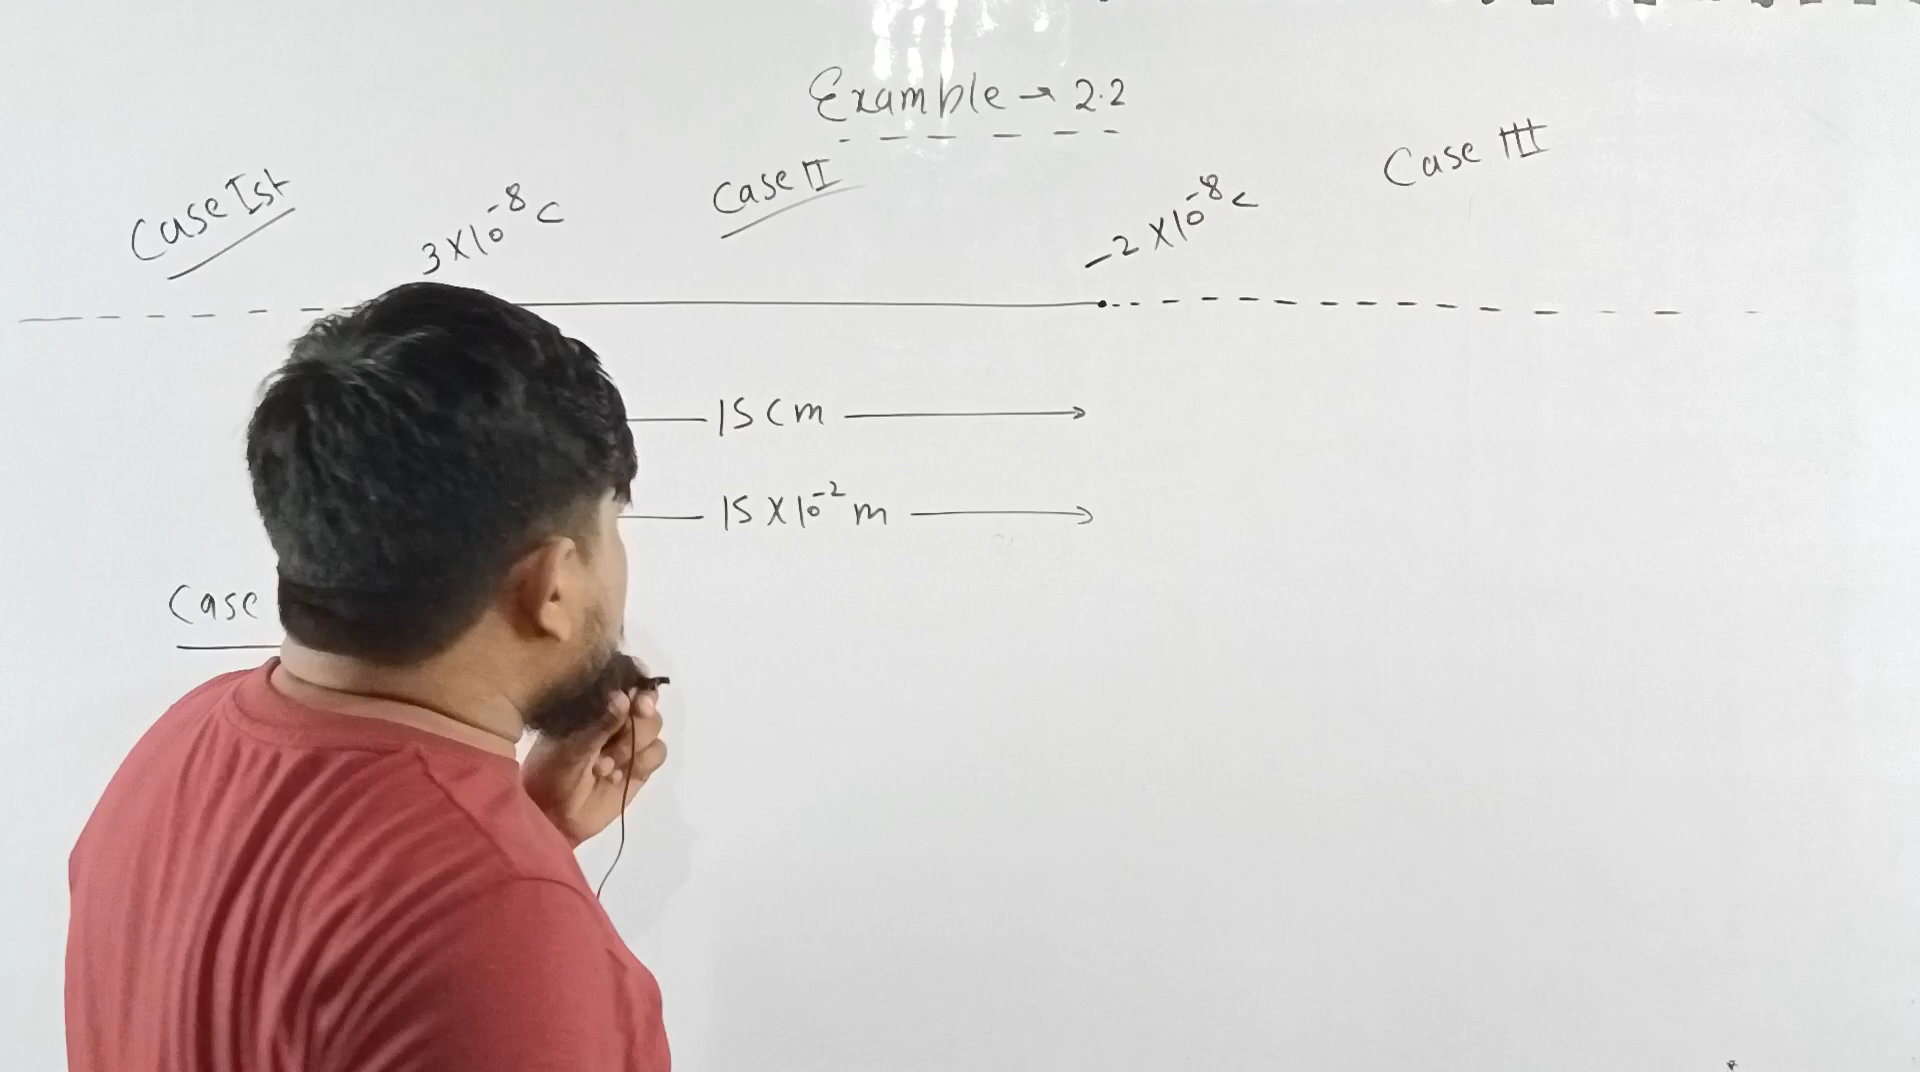 Examble → 2.2
Case Ist
3×10⁻⁸ c
Case II
-2×10⁻⁸ c
Case III
15 cm
15×10⁻² m
Case